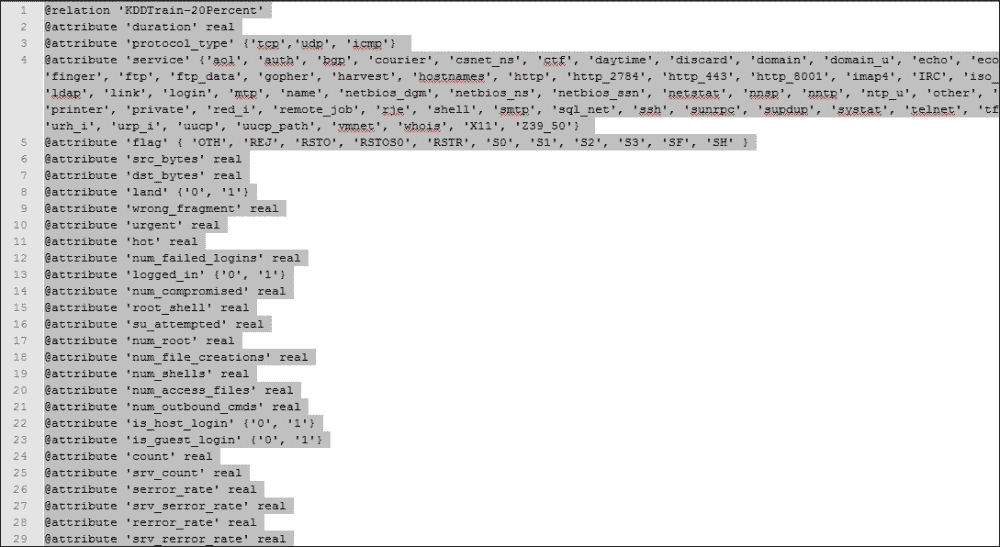 1 @relation 'KDDTrain-20Percent'
2 @attribute 'duration' real
3 @attribute 'protocol_type' {'tcp','udp', 'icmp'}
4 @attribute 'service' {'aol', 'auth', 'bgp', 'courier', 'csnet_ns', 'ctf', 'daytime', 'discard', 'domain', 'domain_u', 'echo', 'eco
'finger', 'ftp', 'ftp_data', 'gopher', 'harvest', 'hostnames', 'http', 'http_2784', 'http_443', 'http_8001', 'imap4', 'IRC', 'iso_
'ldap', 'link', 'login', 'mtp', 'name', 'netbios_dgm', 'netbios_ns', 'netbios_ssn', 'netstat', 'nnsp', 'nntp', 'ntp_u', 'other', '
'printer', 'private', 'red_i', 'remote_job', 'rje', 'shell', 'smtp', 'sql_net', 'ssh', 'sunrpc', 'supdup', 'systat', 'telnet', 'tf
'urh_i', 'urp_i', 'uucp', 'uucp_path', 'vmnet', 'whois', 'X11', 'Z39_50'}
5 @attribute 'flag' { 'OTH', 'REJ', 'RSTO', 'RSTOS0', 'RSTR', 'S0', 'S1', 'S2', 'S3', 'SF', 'SH' }
6 @attribute 'src_bytes' real
7 @attribute 'dst_bytes' real
8 @attribute 'land' {'0', '1'}
9 @attribute 'wrong_fragment' real
10 @attribute 'urgent' real
11 @attribute 'hot' real
12 @attribute 'num_failed_logins' real
13 @attribute 'logged_in' {'0', '1'}
14 @attribute 'num_compromised' real
15 @attribute 'root_shell' real
16 @attribute 'su_attempted' real
17 @attribute 'num_root' real
18 @attribute 'num_file_creations' real
19 @attribute 'num_shells' real
20 @attribute 'num_access_files' real
21 @attribute 'num_outbound_cmds' real
22 @attribute 'is_host_login' {'0', '1'}
23 @attribute 'is_guest_login' {'0', '1'}
24 @attribute 'count' real
25 @attribute 'srv_count' real
26 @attribute 'serror_rate' real
27 @attribute 'srv_serror_rate' real
28 @attribute 'rerror_rate' real
29 @attribute 'srv_rerror_rate' real